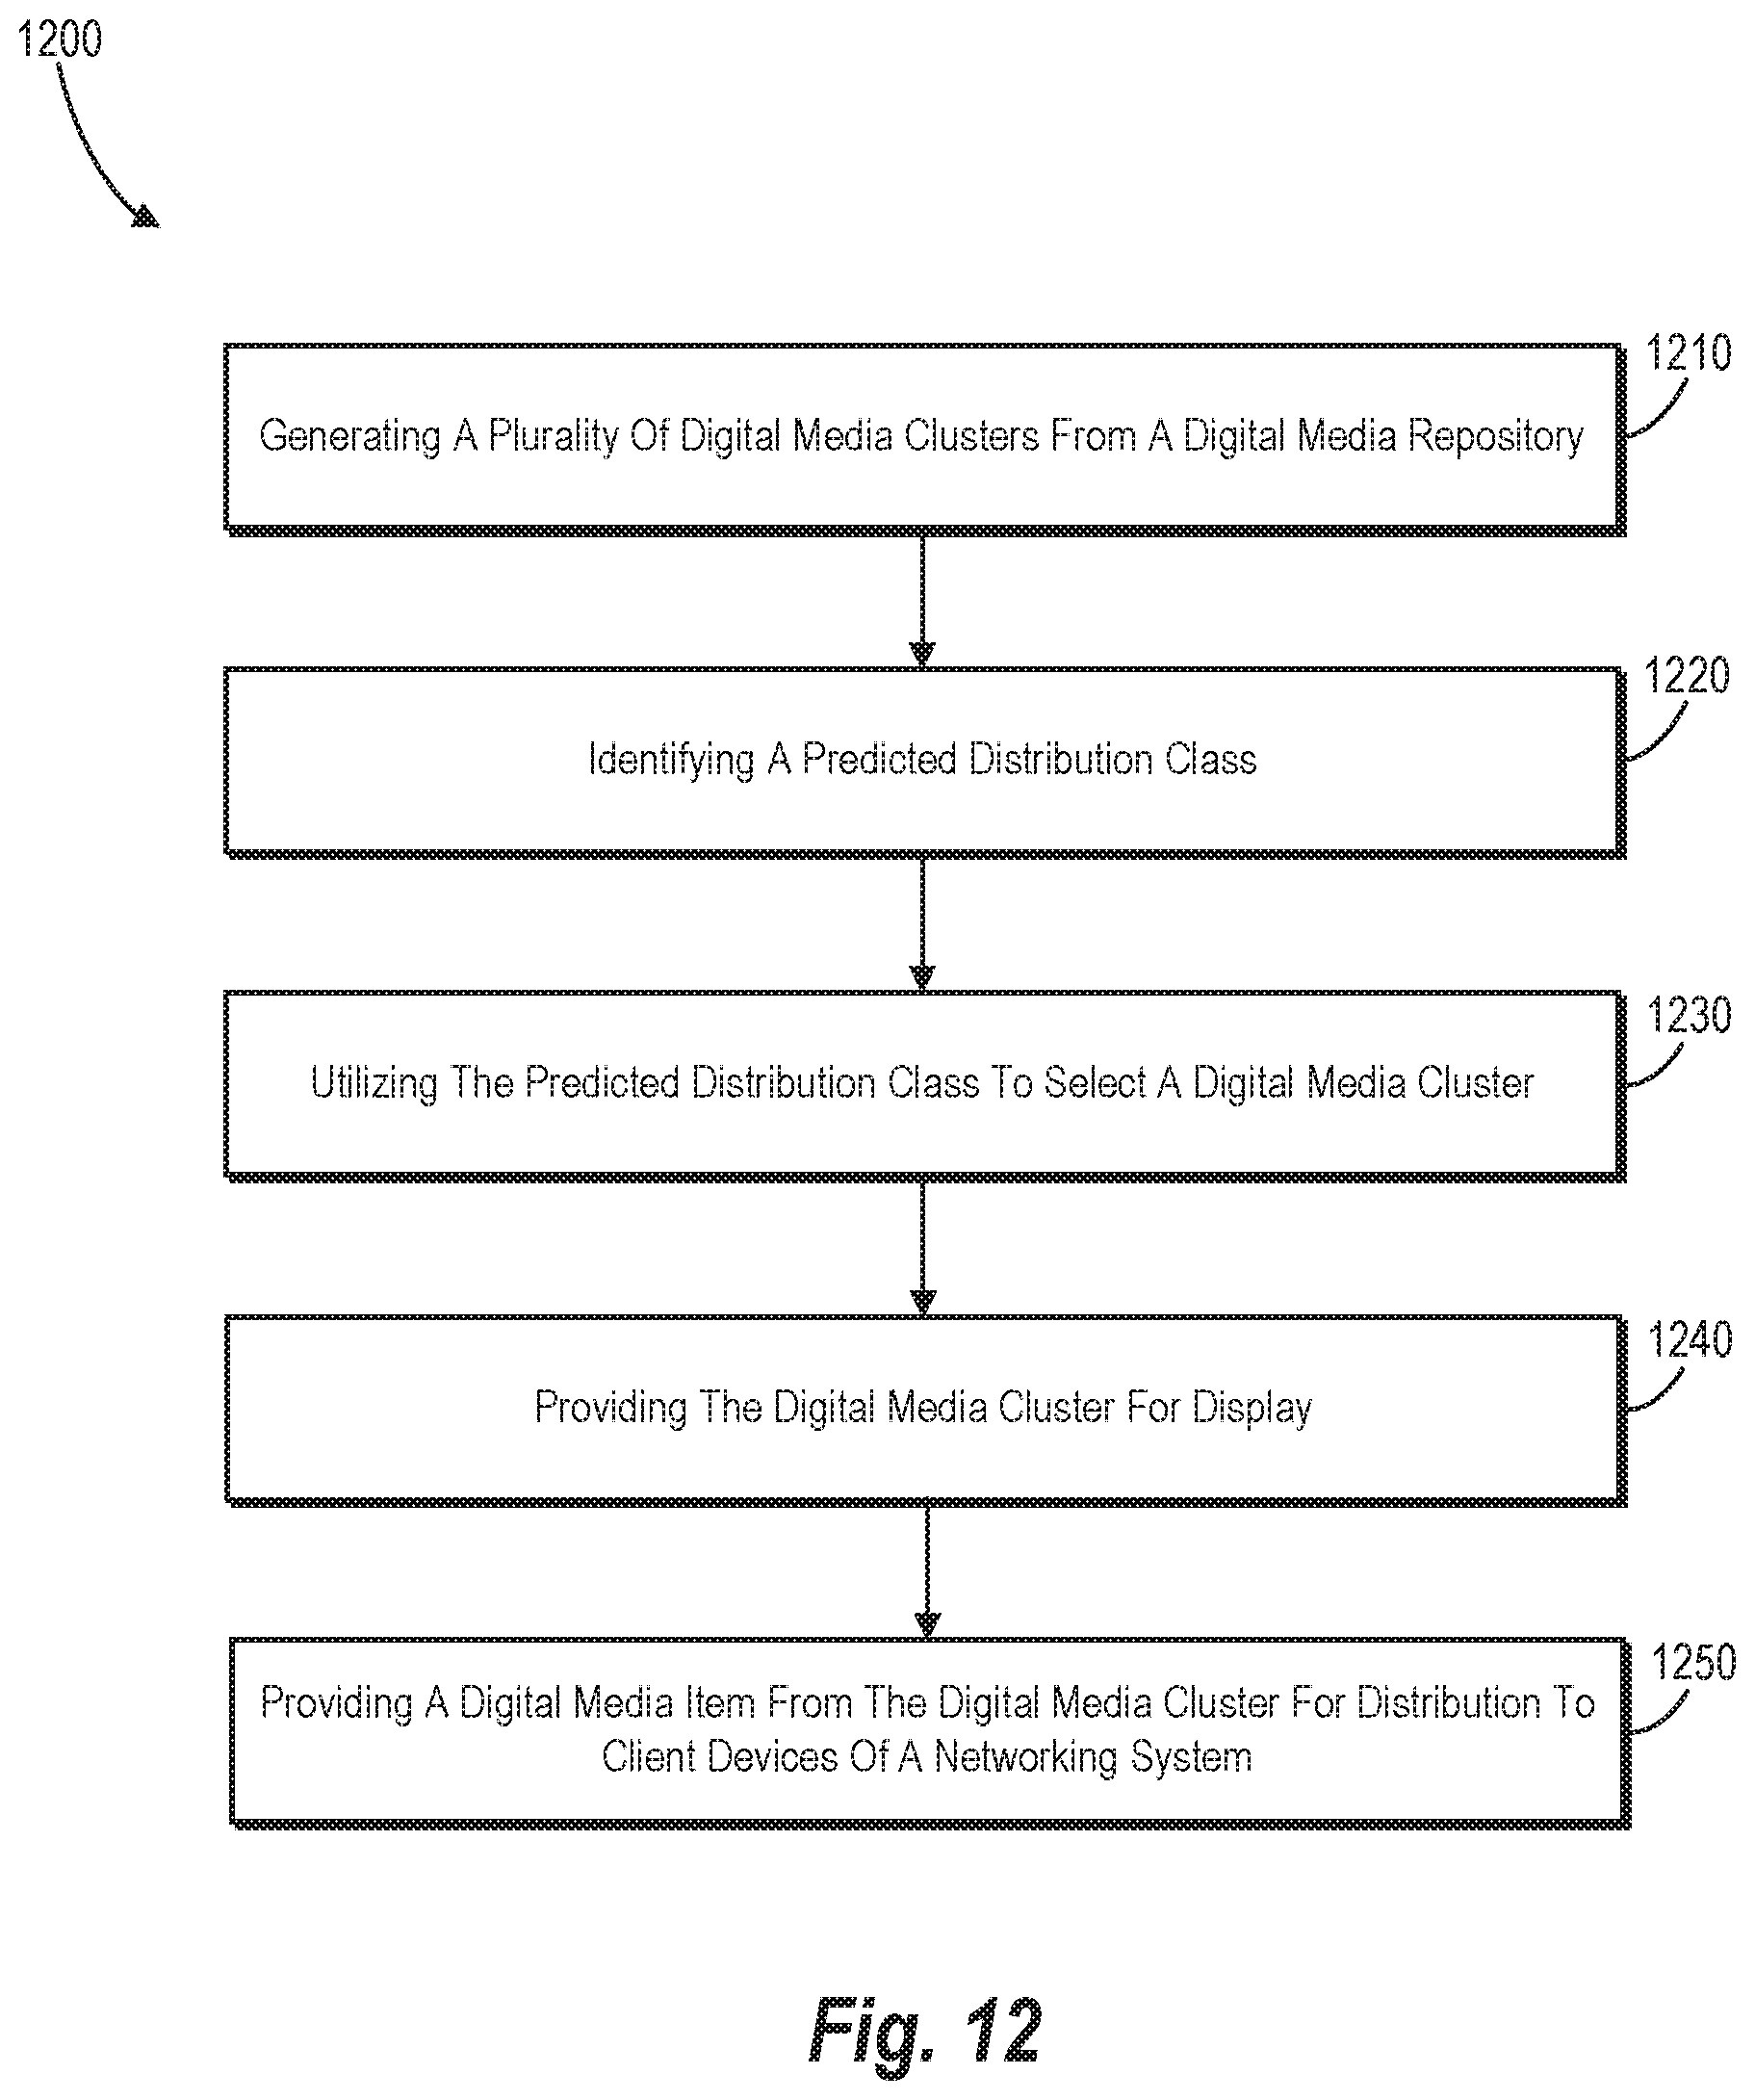 1200
1210
Generating A Plurality Of Digital Media Clusters From A Digital Media Repository
1220
Identifying A Predicted Distribution Class
1230
Utilizing The Predicted Distribution Class To Select A Digital Media Cluster
1240
Providing The Digital Media Cluster For Display
1250
Providing A Digital Media Item From The Digital Media Cluster For Distribution To
Client Devices Of A Networking System
Fig. 12